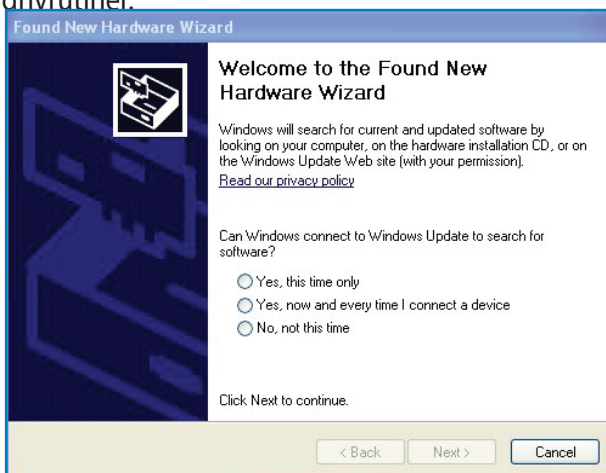 Found New Hardware Wizard
Welcome to the Found New
Hardware Wizard
Windows will search for current and updated software by
looking on your computer, on the hardware installation CD, or on
the Windows Update Web site (with your permission).
Read our privacy policy
Can Windows connect to Windows Update to search for
software?
Yes, this time only
Yes, now and every time I connect a device
No, not this time
Click Next to continue.
< Back
Next >
Cancel